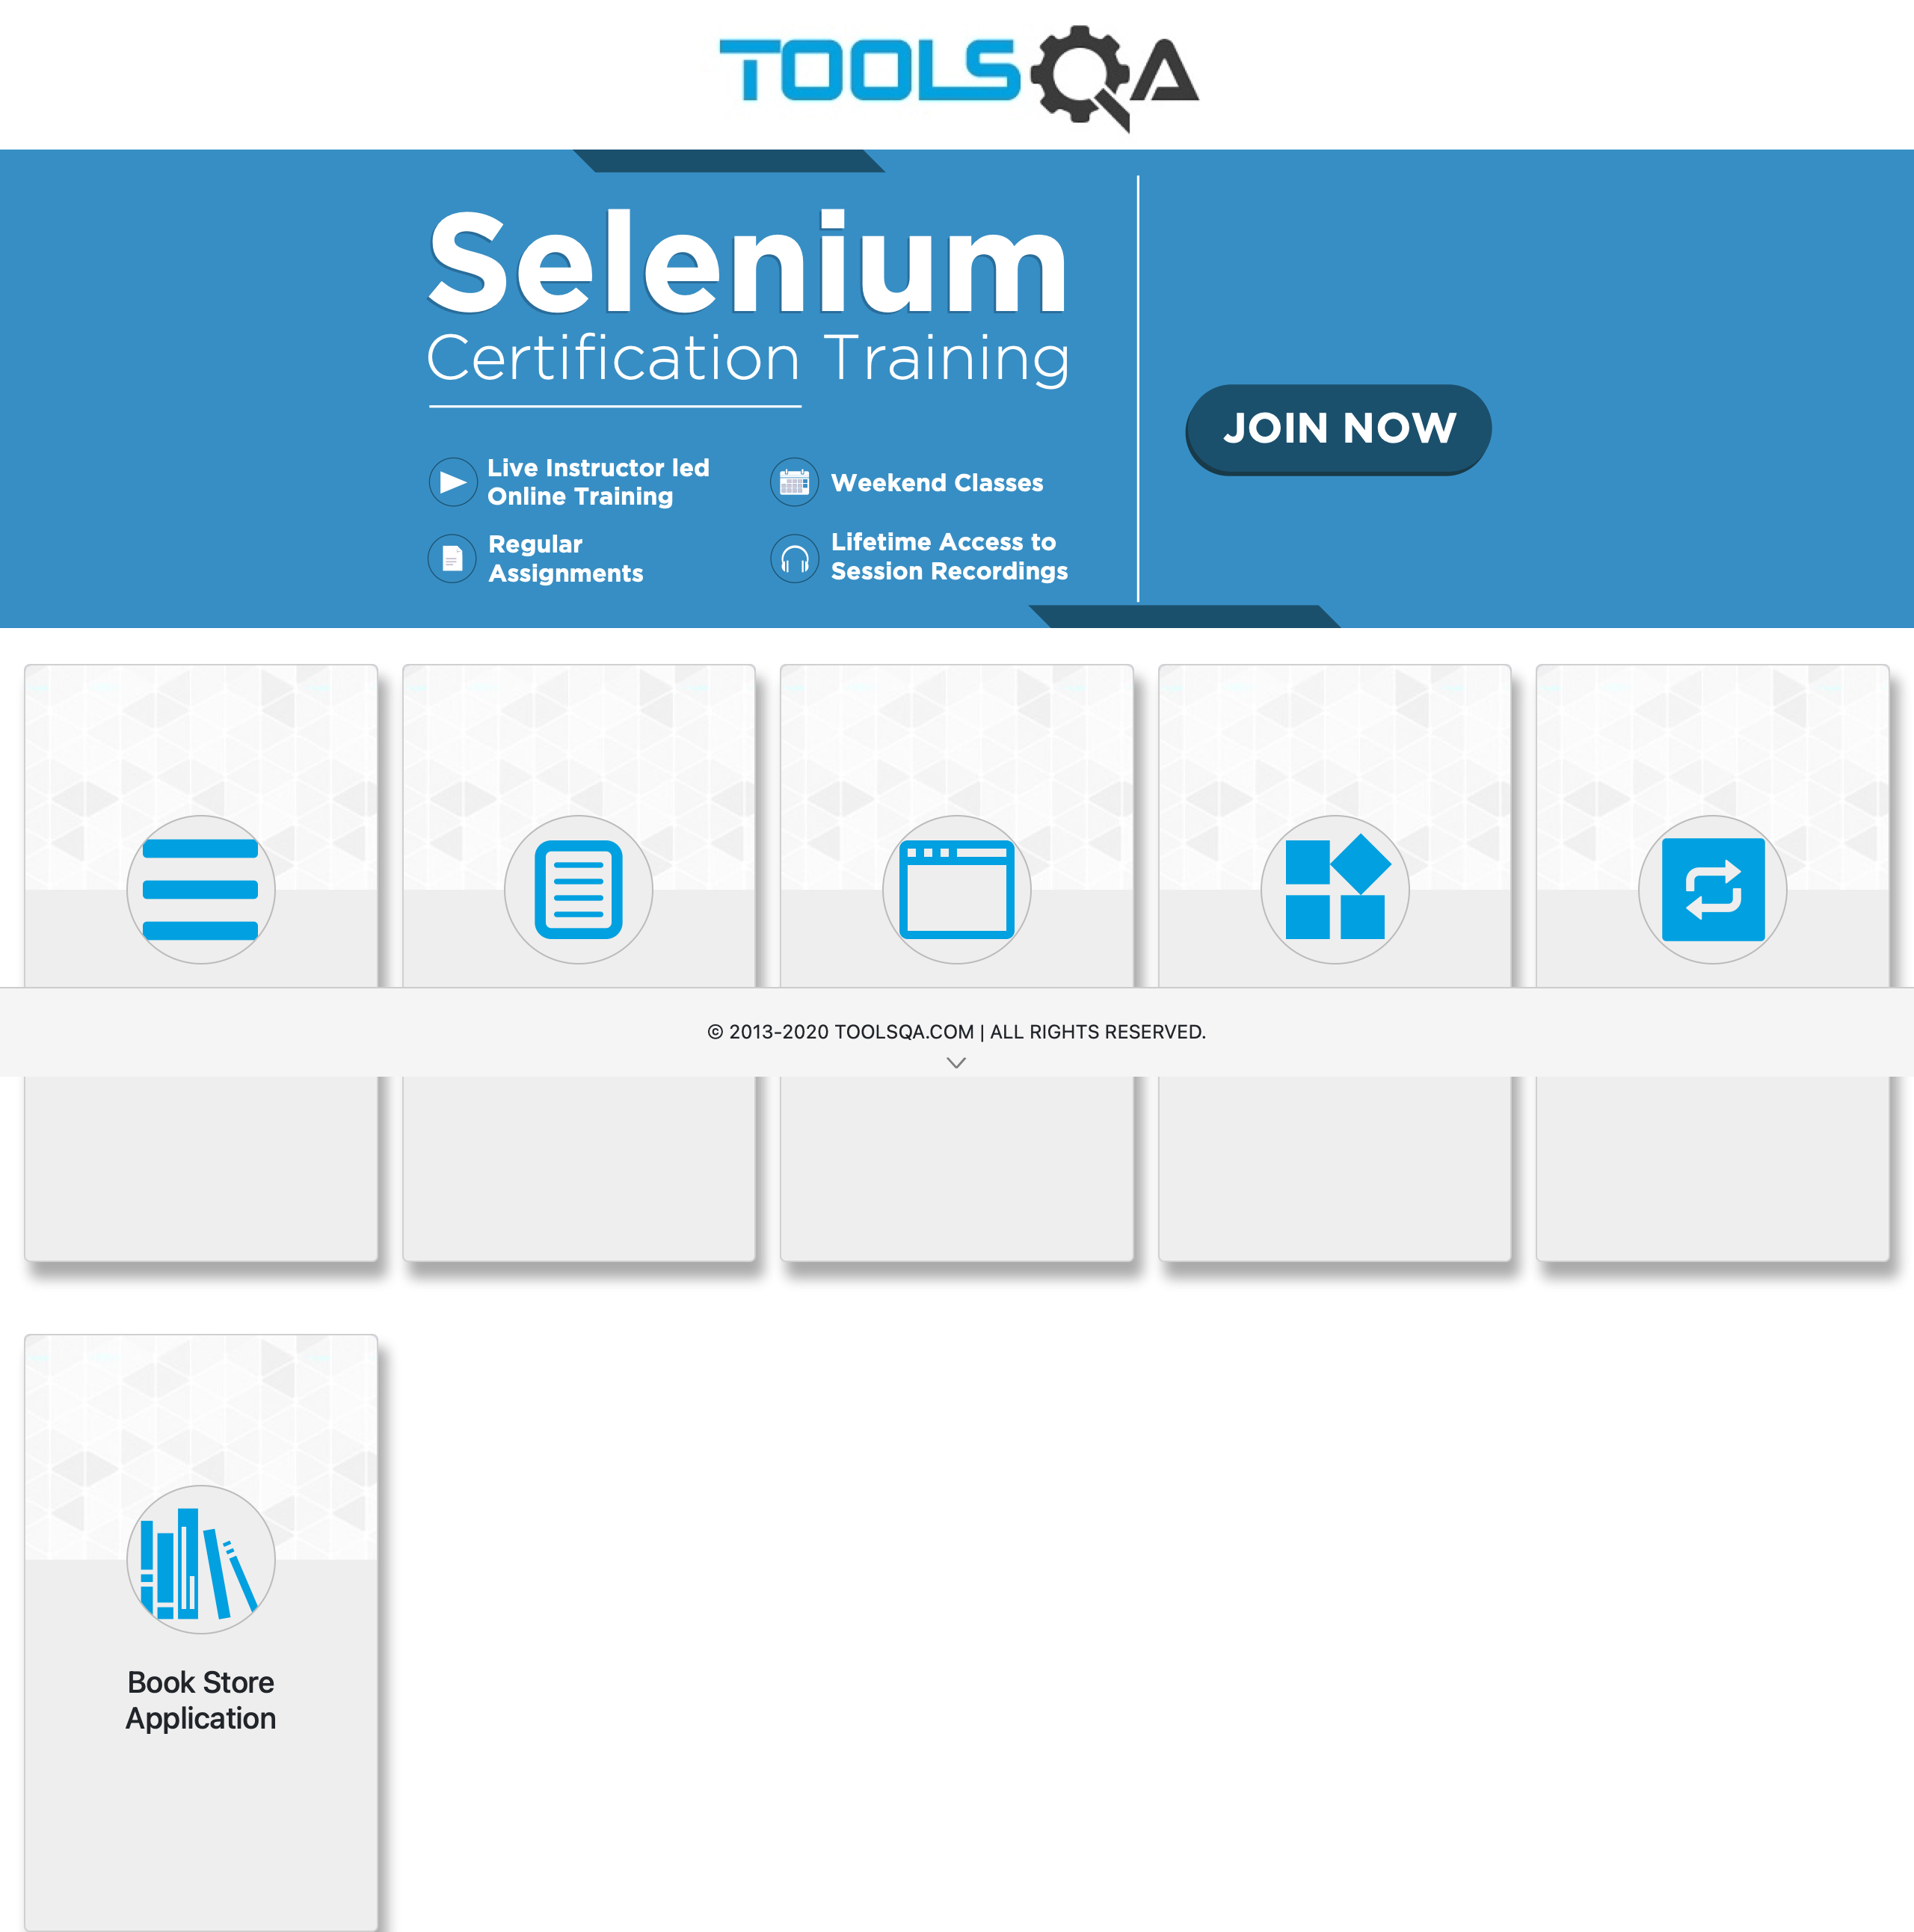 TOOLSQA
Selenium
Certification Training
Live Instructor led
Online Training
Weekend Classes
Regular
Assignments
Lifetime Access to
Session Recordings
JOIN NOW
© 2013-2020 TOOLSQA.COM | ALL RIGHTS RESERVED.
Book Store
Application